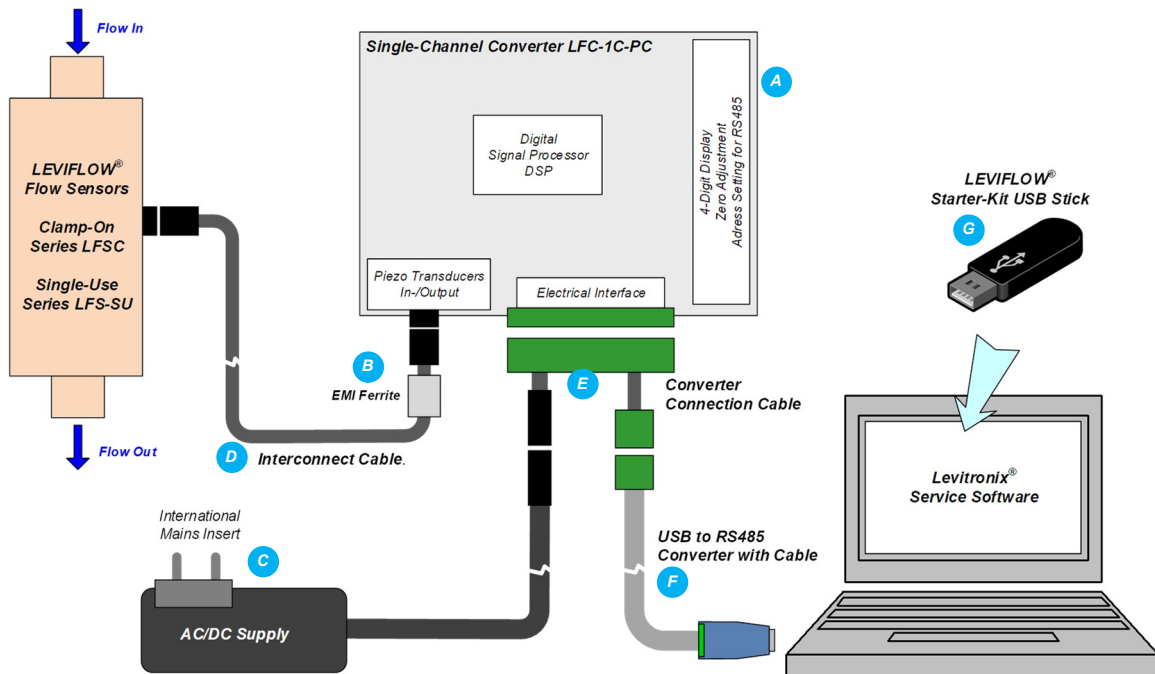 Flow In
LEVIFLOW®
Flow Sensors
Clamp-On
Series LFSC
Single-Use
Series LFS-SU
Flow Out
Single-Channel Converter LFC-1C-PC
A
Digital
Signal Processor
DSP
4-Digit Display
Zero Adjustment
Adress Setting for RS485
Piezo Transducers
In-/Output
Electrical Interface
B
EMI Ferrite
E
Converter
Connection Cable
D
Interconnect Cable.
LEVIFLOW®
Starter-Kit USB Stick
G
Levitronix®
Service Software
International
Mains Insert
C
AC/DC Supply
USB to RS485
Converter with Cable
F